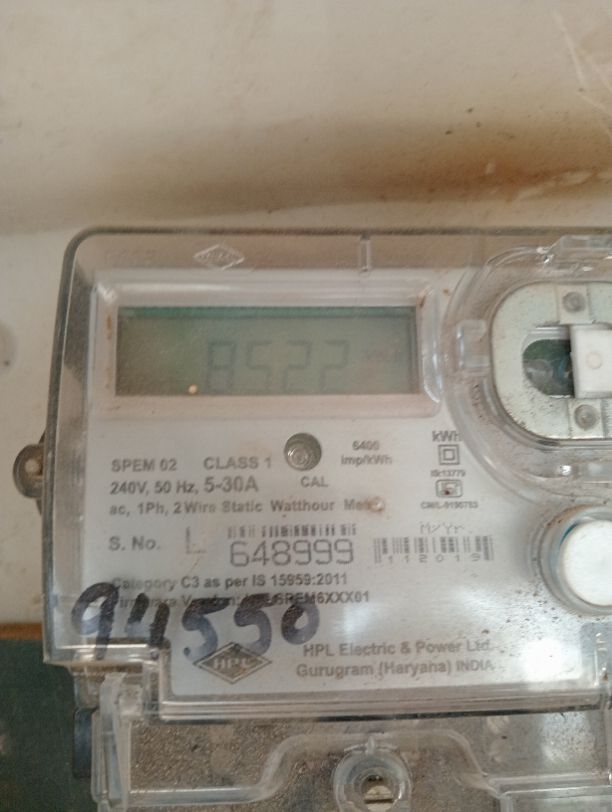 8522
SPEM 02 CLASS 1
6400
imp/kWh
kWh
240V, 50 Hz, 5-30A
CAL
ac, 1Ph, 2 Wire Static Watthour
M/Yr.
S. No. L 648999
112019
Category C3 as per IS 15959:2011
94550
HPL
HPL Electric & Power Ltd.
Gurugram (Haryana) INDIA